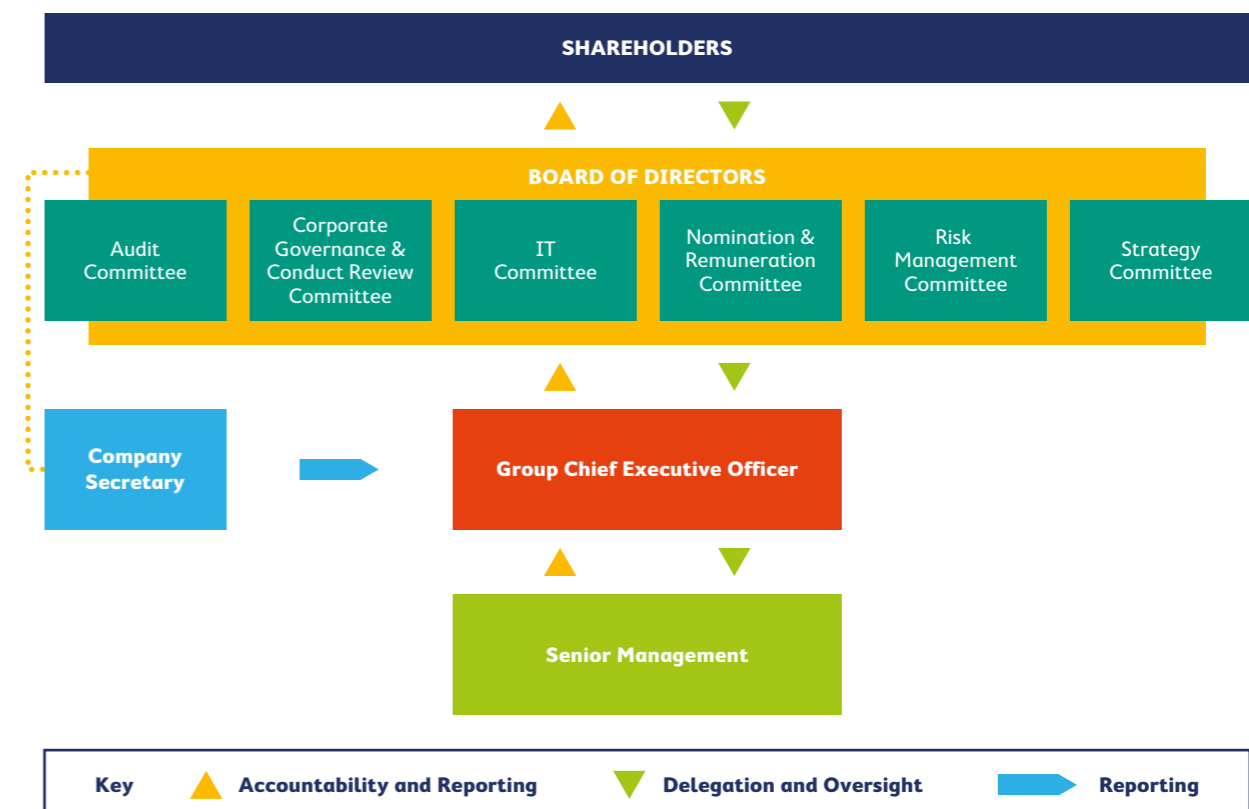 SHAREHOLDERS
BOARD OF DIRECTORS
Audit
Committee
Corporate
Governance &
Conduct Review
Committee
IT
Committee
Nomination &
Remuneration
Committee
Risk
Management
Committee
Strategy
Committee
Company
Secretary
Group Chief Executive Officer
Senior Management
Key
Accountability and Reporting
Delegation and Oversight
Reporting